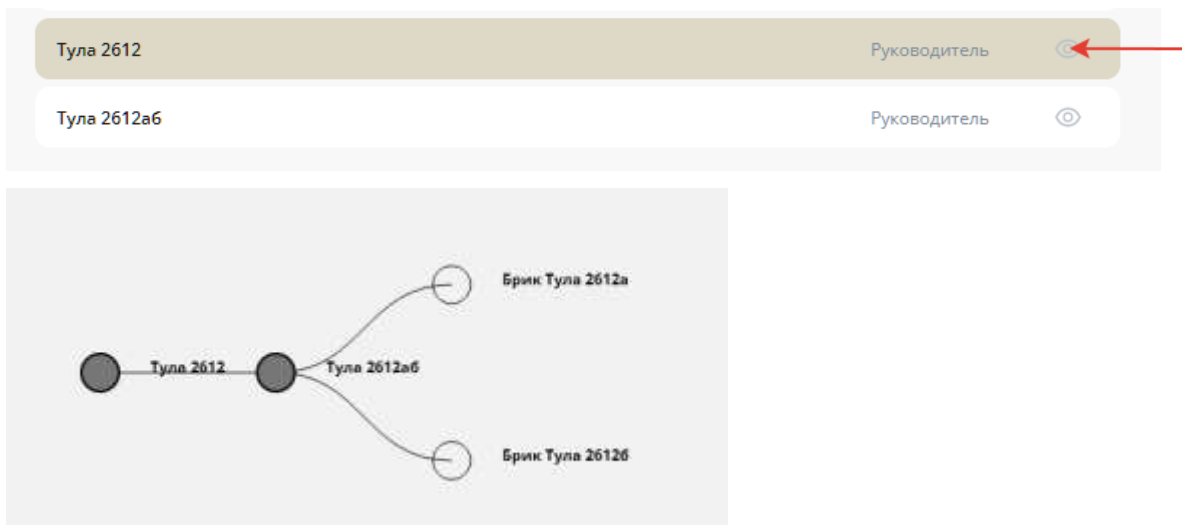 Тула 2612 Руководитель
Тула 2612аб Руководитель
Брик Тула 2612а
Тула 2612 Тула 2612аб
Брик Тула 2612б